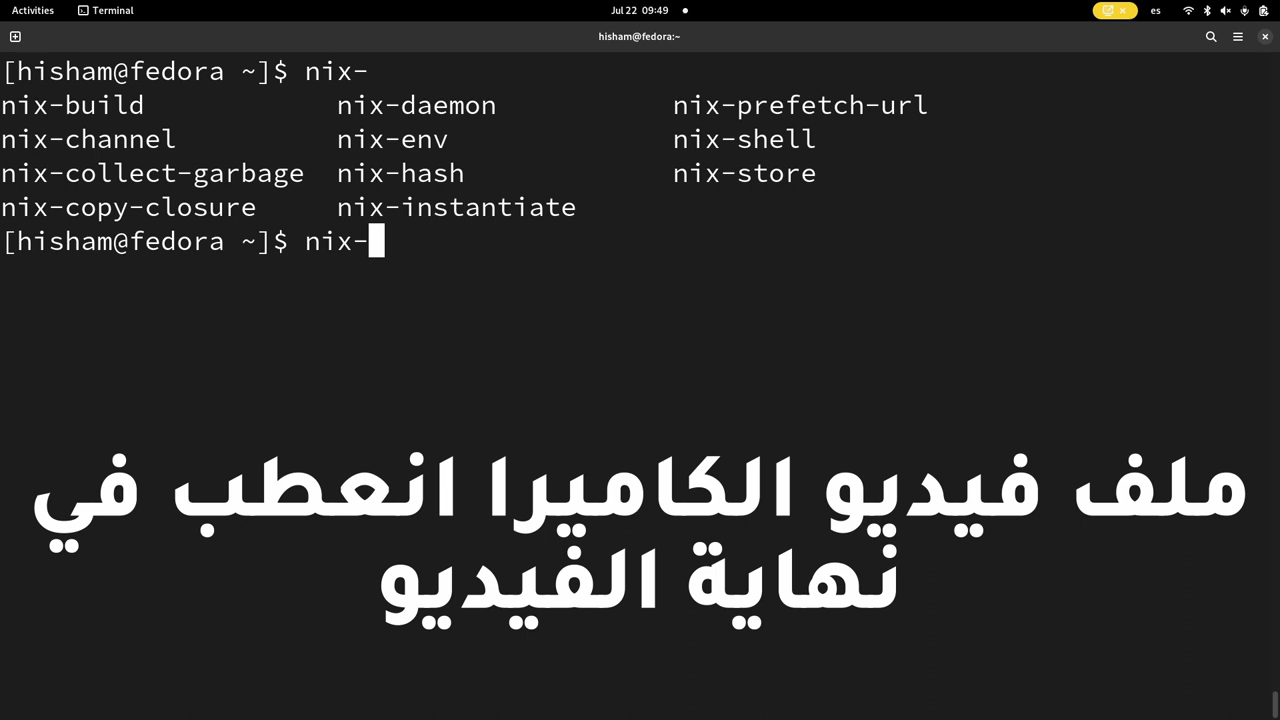 Activities Terminal Jul 22 09:49 es
hisham@fedora:~
[hisham@fedora ~]$ nix-
nix-build nix-daemon nix-prefetch-url
nix-channel nix-env nix-shell
nix-collect-garbage nix-hash nix-store
nix-copy-closure nix-instantiate
[hisham@fedora ~]$ nix-
ملف فيديو الكاميرا انعطب في
نهاية الفيديو